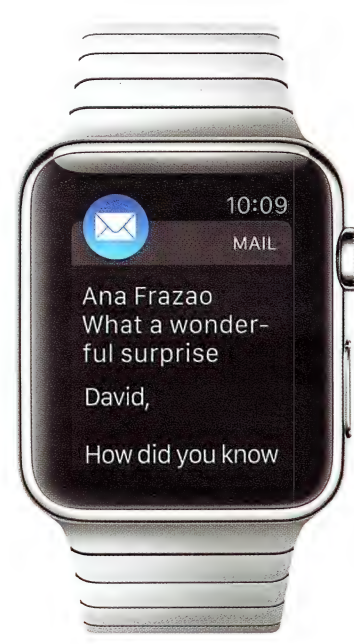 10:09
MAIL
Ana Frazao
What a wonder-
ful surprise
David,
How did you know